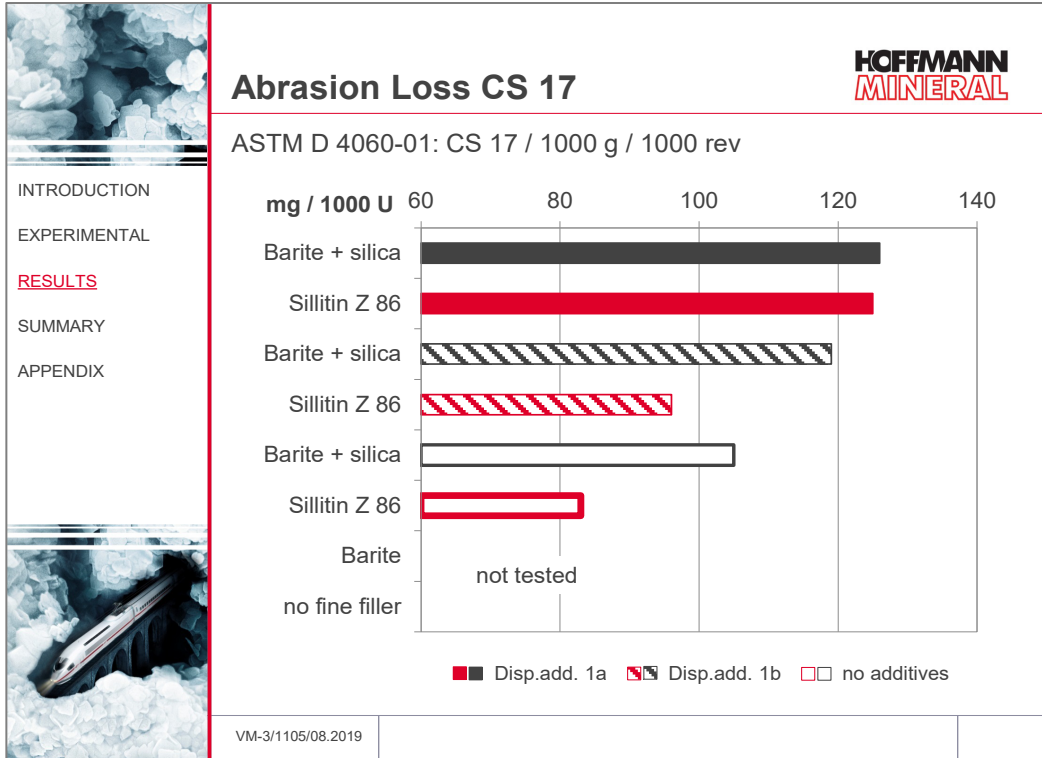 Abrasion Loss CS 17
HOFFMANN
MINERAL
ASTM D 4060-01: CS 17 / 1000 g / 1000 rev
INTRODUCTION
EXPERIMENTAL
RESULTS
SUMMARY
APPENDIX
mg / 1000 U 60 80 100 120 140
Barite + silica
Sillitin Z 86
Barite + silica
Sillitin Z 86
Barite + silica
Sillitin Z 86
Barite
not tested
no fine filler
Disp.add. 1a Disp.add. 1b no additives
VM-3/1105/08.2019